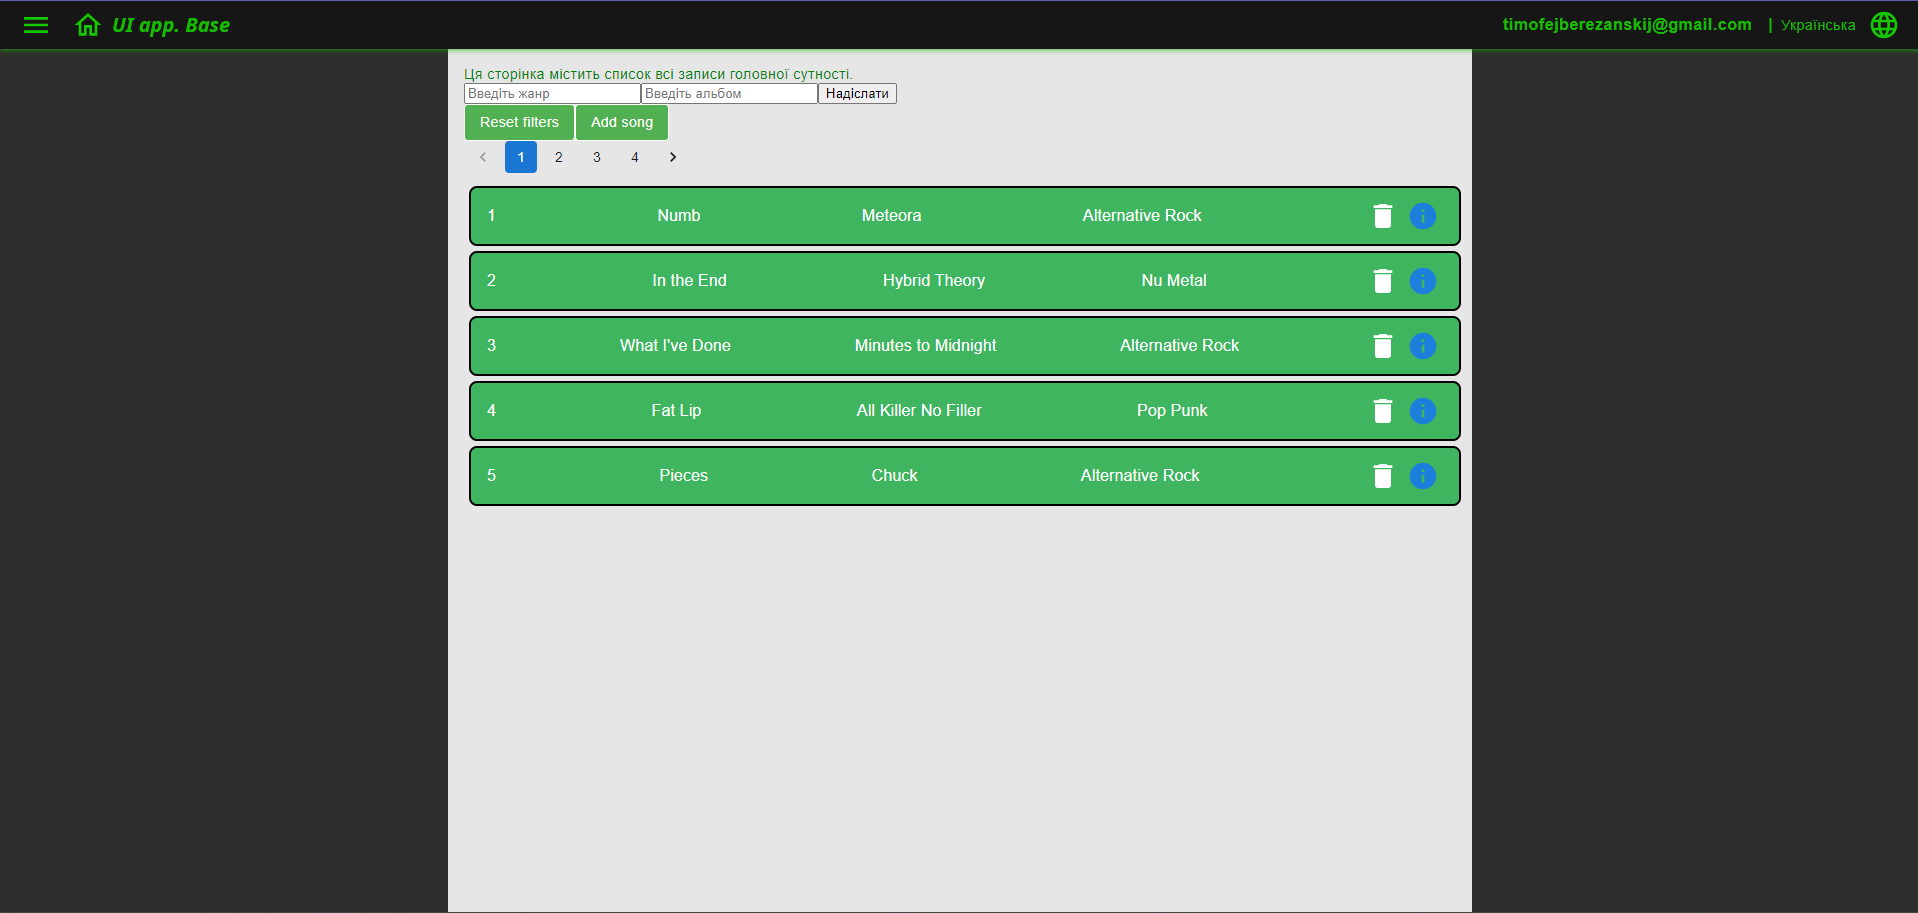 UI app. Base
timofejberezanskij@gmail.com | Українська
Ця сторінка містить список всі записи головної сутності.
Введіть жанр Введіть альбом Надіслати
Reset filters Add song
1 2 3 4
1 Numb Meteora Alternative Rock
2 In the End Hybrid Theory Nu Metal
3 What I've Done Minutes to Midnight Alternative Rock
4 Fat Lip All Killer No Filler Pop Punk
5 Pieces Chuck Alternative Rock